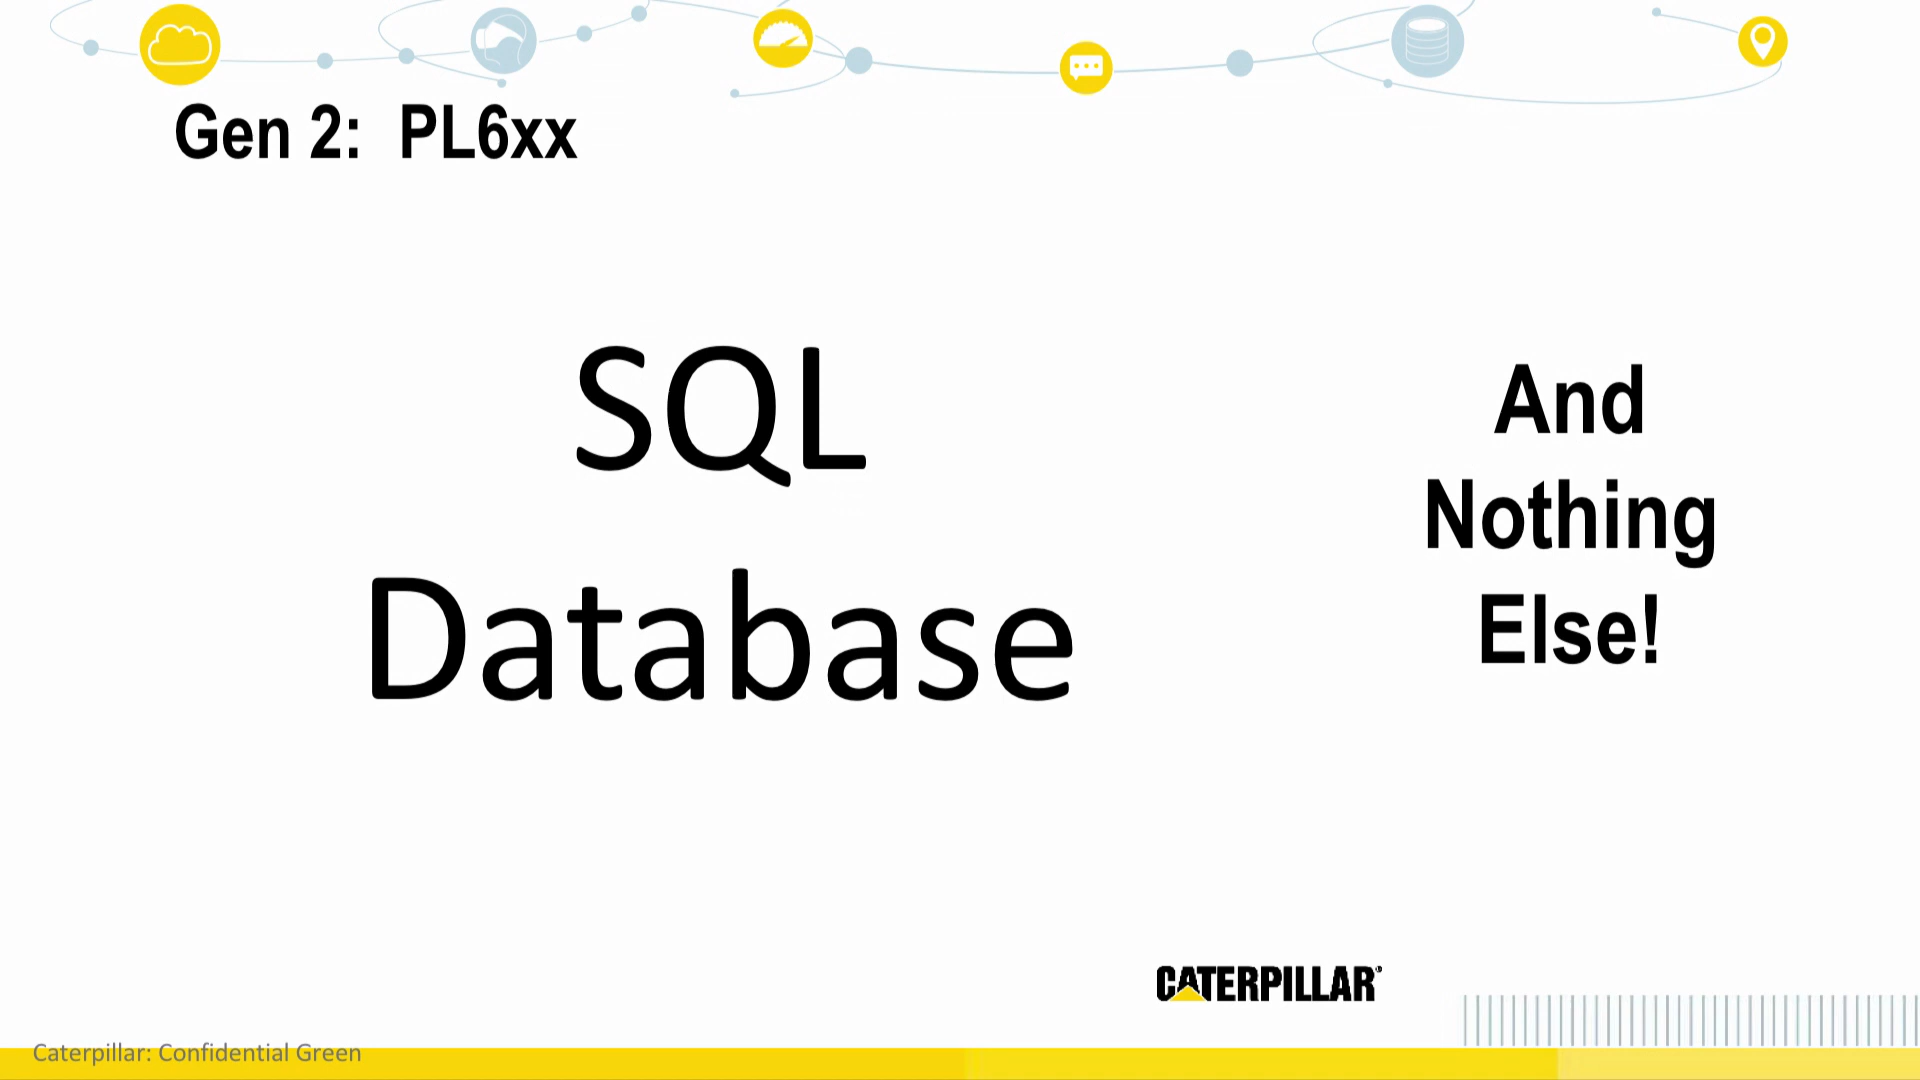 Gen 2:  PL6xx
SQL
Database
And
Nothing
Else!
CATERPILLAR®
Caterpillar: Confidential Green